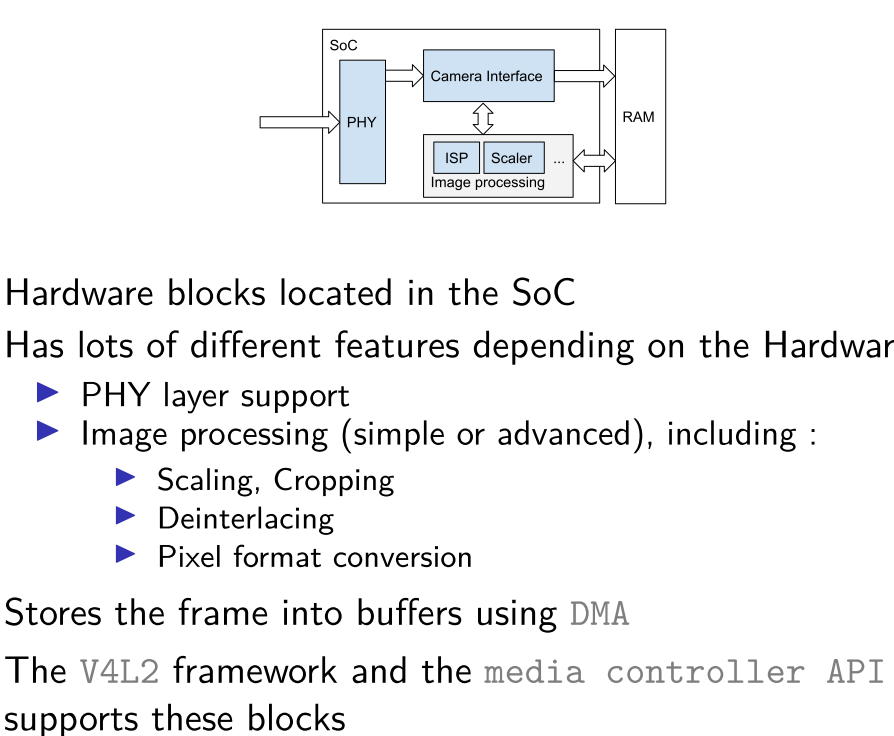 SoC
Camera Interface
PHY
RAM
ISP
Scaler
...
Image processing
Hardware blocks located in the SoC
Has lots of different features depending on the Hardwar
PHY layer support
Image processing (simple or advanced), including :
Scaling, Cropping
Deinterlacing
Pixel format conversion
Stores the frame into buffers using DMA
The V4L2 framework and the media controller API
supports these blocks